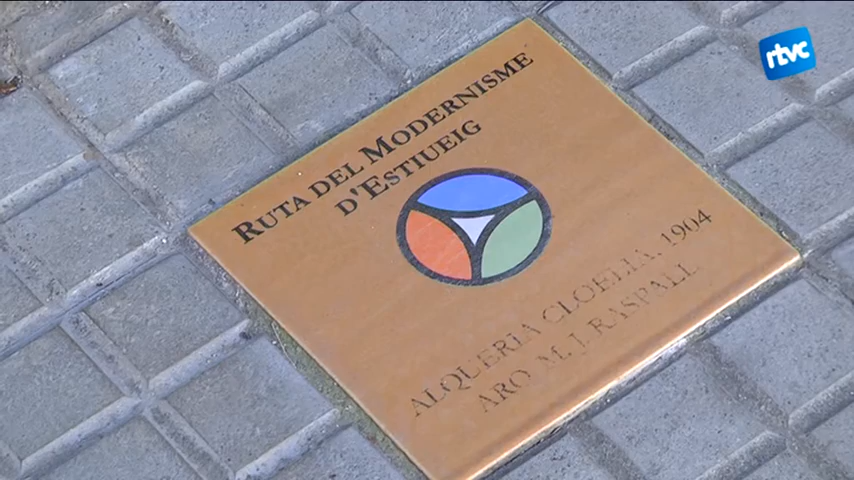 rtvc
RUTA DEL MODERNISME
D'ESTIUEIG
ALQUERIA CLOELIA, 1904
ARQ. M. J. RASPALL